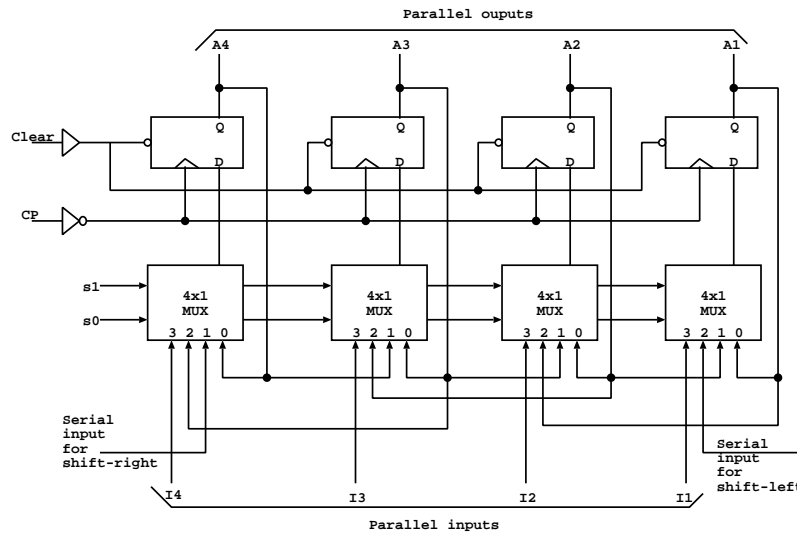 Parallel ouputs
A4 A3 A2 A1
Q Q Q Q
Clear
D D D D
CP
s1
4x1 4x1 4x1 4x1
MUX MUX MUX MUX
s0
3 2 1 0 3 2 1 0 3 2 1 0 3 2 1 0
Serial
input
for
shift-right
Serial
input
for
shift-left
I4 I3 I2 I1
Parallel inputs